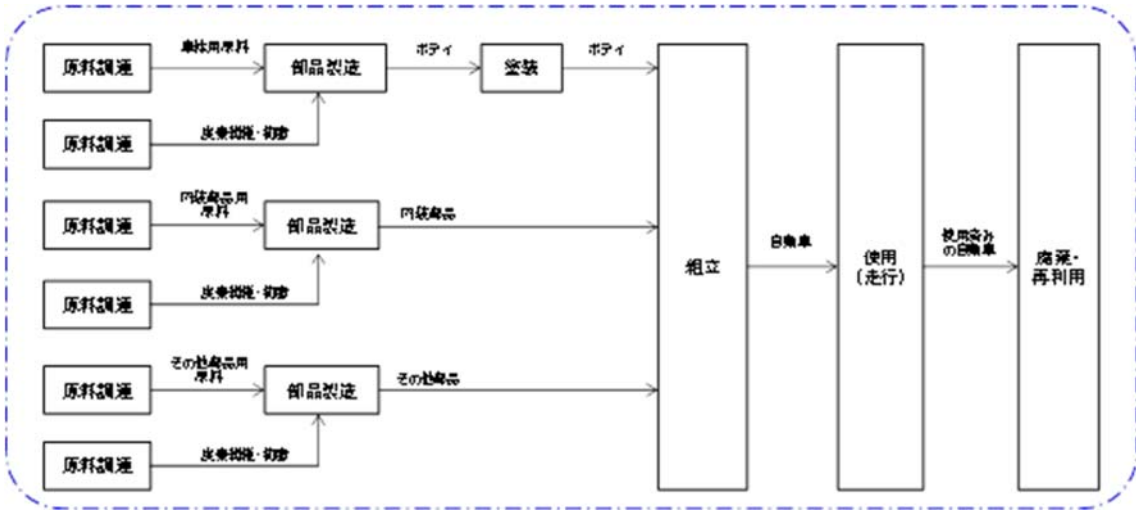 原料調達
車体用原料
部品製造
ボディ
塗装
ボディ
原料調達
炭素繊維・樹脂
原料調達
内装部品用
原料
部品製造
内装部品
原料調達
炭素繊維・樹脂
原料調達
その他部品用
原料
部品製造
その他部品
原料調達
炭素繊維・樹脂
組立
自動車
使用
(走行)
使用済み
の自動車
廃棄・
再利用